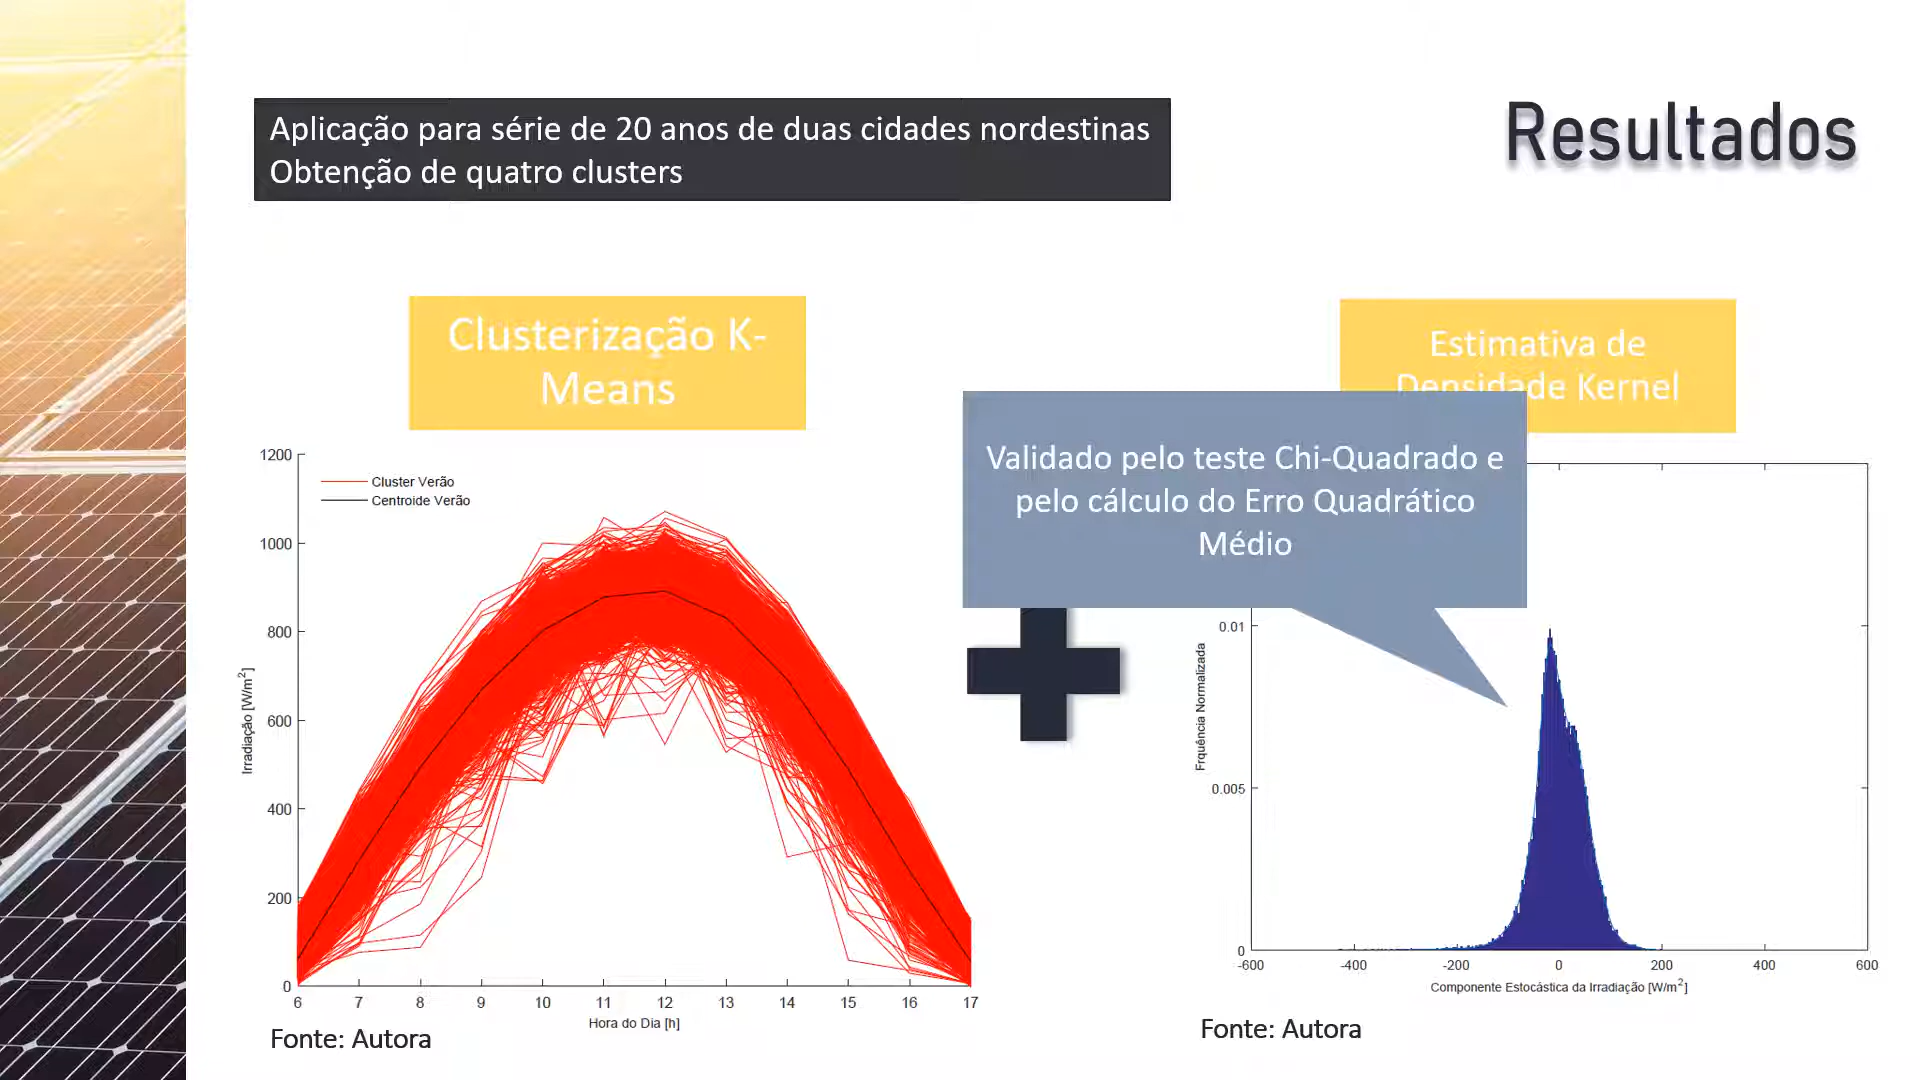 Resultados
Aplicação para série de 20 anos de duas cidades nordestinas
Obtenção de quatro clusters
Clusterização K-
Means
Estimativa de
Densidade Kernel
Validado pelo teste Chi-Quadrado e
pelo cálculo do Erro Quadrático
Médio
Cluster Verão
Centroide Verão
1200
1000
800
600
400
200
0
Irradiação [W/m²]
6 7 8 9 10 11 12 13 14 15 16 17
Hora do Dia [h]
Fonte: Autora
0.01
0.005
0
Frquência Normalizada
-600 -400 -200 0 200 400 600
Componente Estocástica da Irradiação [W/m²]
Fonte: Autora